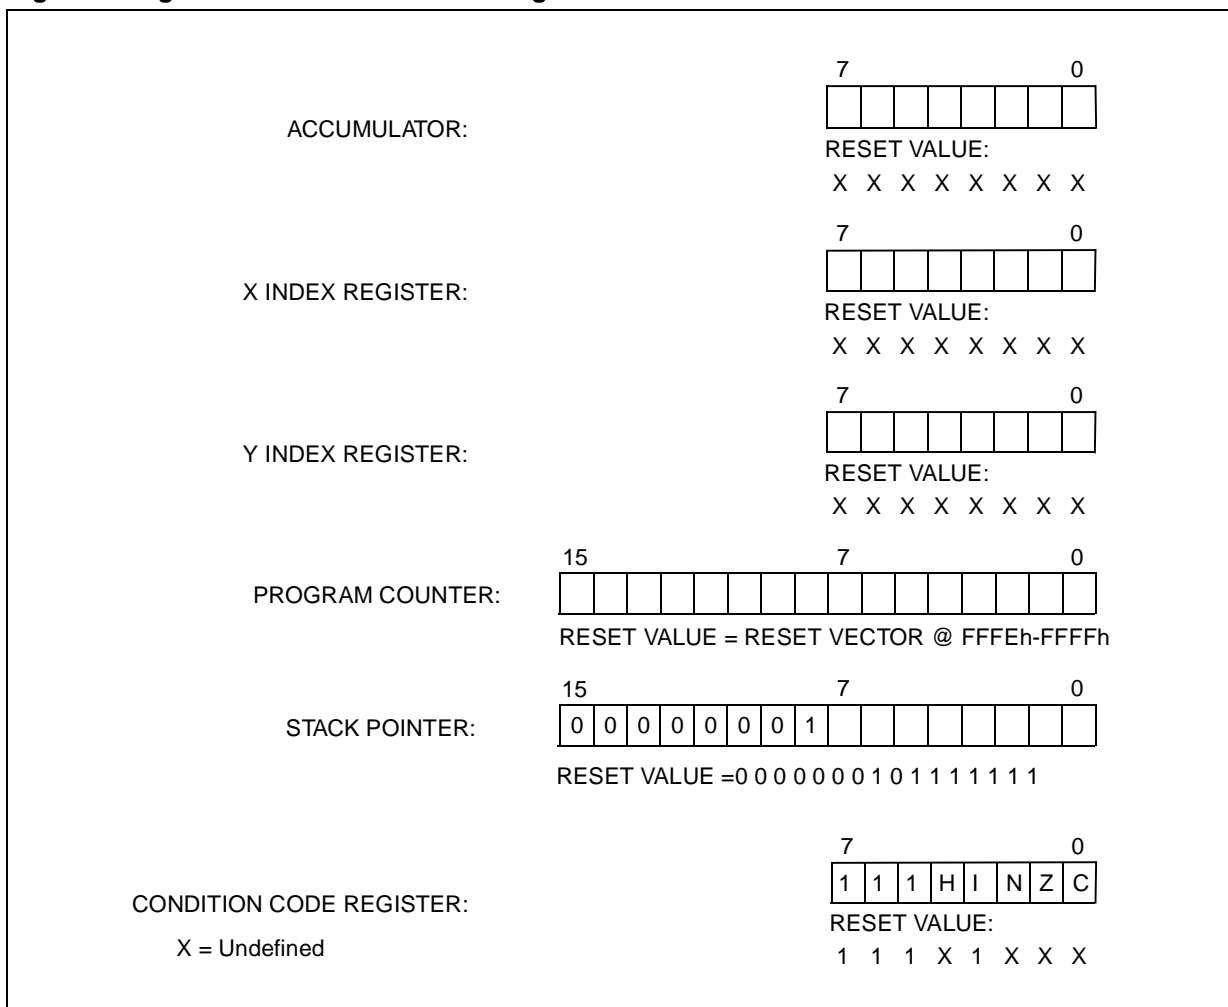 7 0
ACCUMULATOR:
RESET VALUE:
X X X X X X X X
7 0
X INDEX REGISTER:
RESET VALUE:
X X X X X X X X
7 0
Y INDEX REGISTER:
RESET VALUE:
X X X X X X X X
15 7 0
PROGRAM COUNTER:
RESET VALUE = RESET VECTOR @ FFFEh-FFFFh
15 7 0
STACK POINTER: 0 0 0 0 0 0 0 1
RESET VALUE =0 0 0 0 0 0 0 1 0 1 1 1 1 1 1 1
7 0
1 1 1 H I N Z C
CONDITION CODE REGISTER:
RESET VALUE:
X = Undefined
1 1 1 X 1 X X X